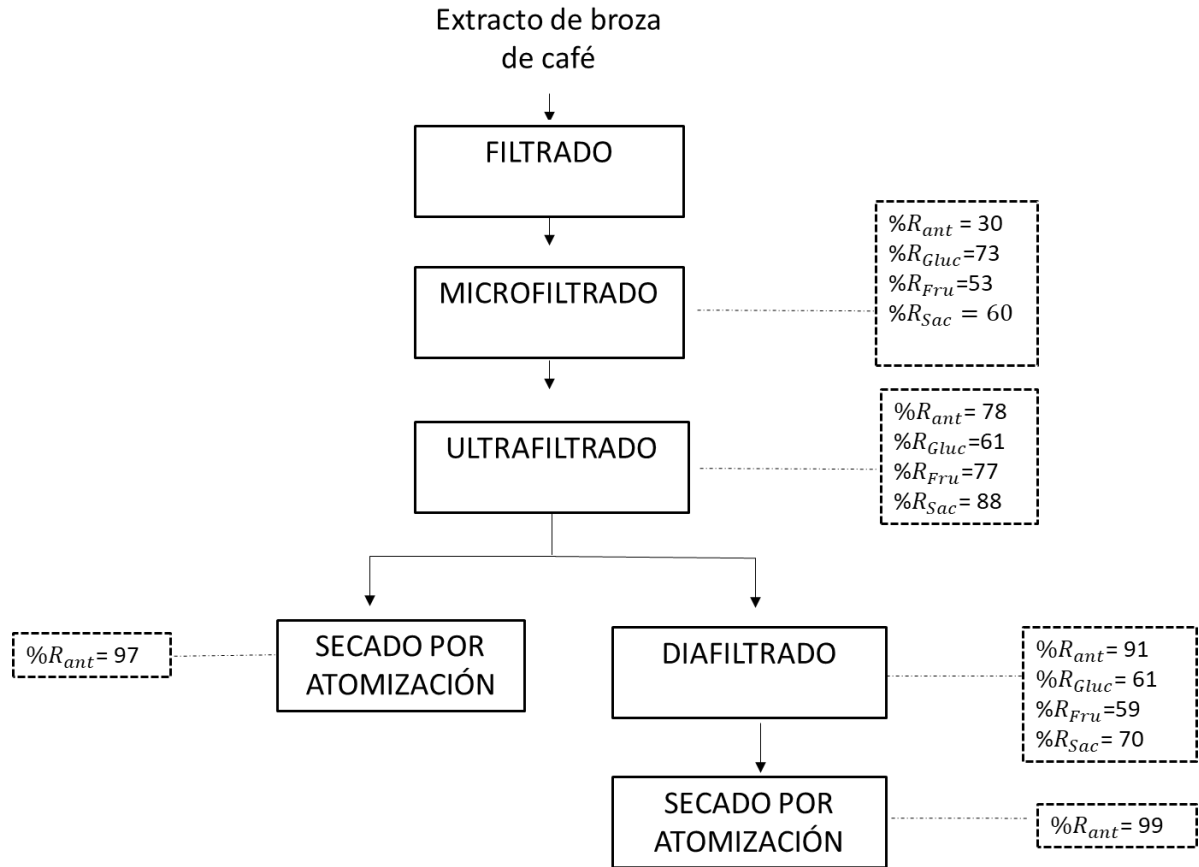 Extracto de broza
de café
FILTRADO
MICROFILTRADO
%R_ant = 30
%R_Gluc=73
%R_Fru=53
%R_Sac = 60
ULTRAFILTRADO
%R_ant= 78
%R_Gluc=61
%R_Fru=77
%R_Sac= 88
%R_ant= 97
SECADO POR
ATOMIZACIÓN
DIAFILTRADO
%R_ant= 91
%R_Gluc= 61
%R_Fru= 59
%R_Sac= 70
SECADO POR
ATOMIZACIÓN
%R_ant= 99